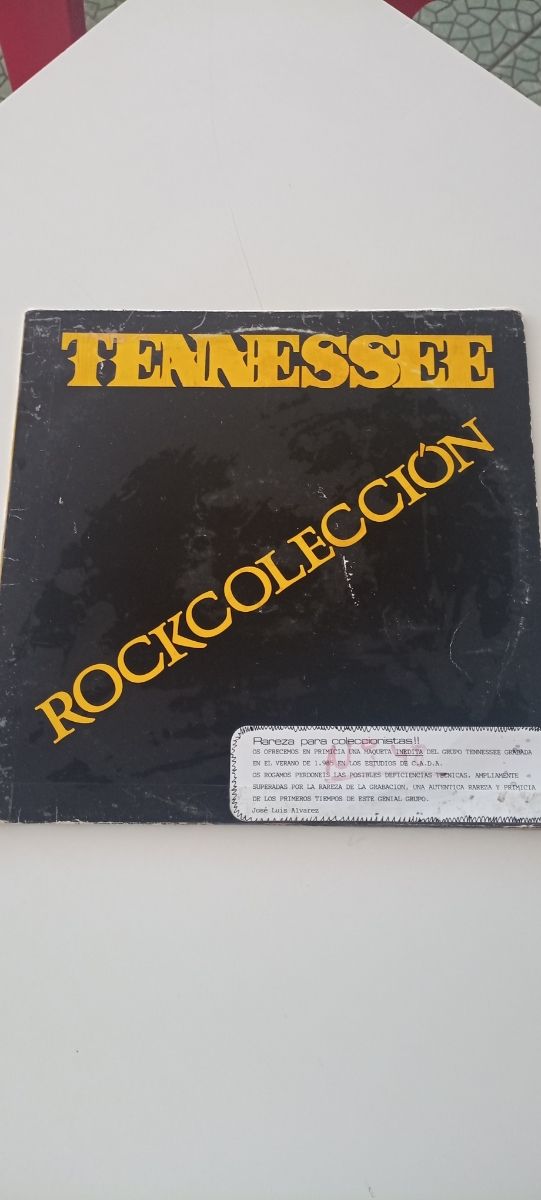 TENNESSEE
ROCKCOLECCIÓN
Rareza para coleccionistas!!
OS OFRECEMOS EN PRIMICIA UNA MAQUETA INEDITA DEL GRUPO TENNESSEE GRABADA
EN EL VERANO DE 1.98 EN LOS ESTUDIOS DE C.A.D.A.
OS ROGAMOS PERDONEIS LAS POSIBLES DEFICIENCIAS TECNICAS, AMPLIAMENTE
SUPERADAS POR LA RAREZA DE LA GRABACION, UNA AUTENTICA RAREZA Y PRIMICIA
DE LOS PRIMEROS TIEMPOS DE ESTE GENIAL GRUPO.
José Luis Alvarez